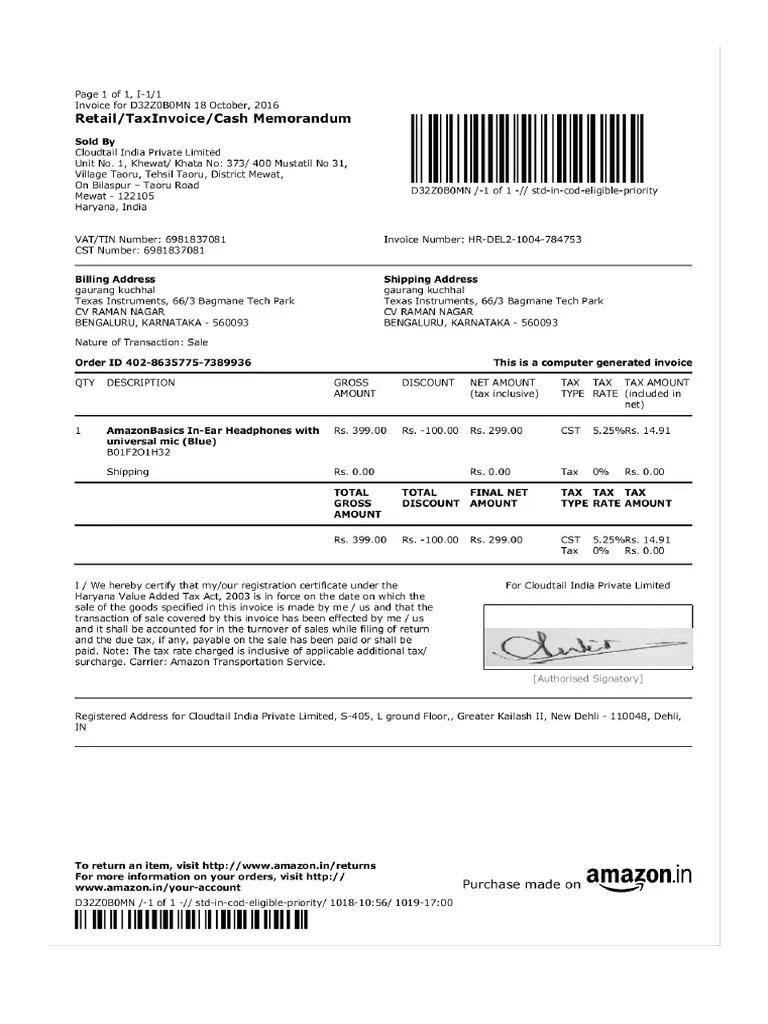 Page 1 of 1, I-1/1
Invoice for D32Z0B0MN 18 October, 2016
Retail/TaxInvoice/Cash Memorandum
Sold By
Cloudtail India Private Limited
Unit No. 1, Khewat/ Khata No: 373/ 400 Mustatil No 31,
Village Taoru, Tehsil Taoru, District Mewat,
On Bilaspur – Taoru Road
Mewat - 122105
Haryana, India
D32Z0B0MN /-1 of 1 -// std-in-cod-eligible-priority
VAT/TIN Number: 6981837081
CST Number: 6981837081
Invoice Number: HR-DEL2-1004-784753
Billing Address
gaurang kuchhal
Texas Instruments, 66/3 Bagmane Tech Park
CV RAMAN NAGAR
BENGALURU, KARNATAKA - 560093
Shipping Address
gaurang kuchhal
Texas Instruments, 66/3 Bagmane Tech Park
CV RAMAN NAGAR
BENGALURU, KARNATAKA - 560093
Nature of Transaction: Sale
Order ID 402-8635775-7389936 This is a computer generated invoice
QTY DESCRIPTION GROSS DISCOUNT NET AMOUNT TAX TAX TAX AMOUNT
AMOUNT (tax inclusive) TYPE RATE (included in
net)
1 AmazonBasics In-Ear Headphones with Rs. 399.00 Rs. -100.00 Rs. 299.00 CST 5.25%Rs. 14.91
universal mic (Blue)
B01F2O1H32
Shipping Rs. 0.00 Rs. 0.00 Tax 0% Rs. 0.00
TOTAL TOTAL FINAL NET TAX TAX TAX
GROSS DISCOUNT AMOUNT TYPE RATE AMOUNT
AMOUNT
Rs. 399.00 Rs. -100.00 Rs. 299.00 CST 5.25%Rs. 14.91
Tax 0% Rs. 0.00
I / We hereby certify that my/our registration certificate under the
Haryana Value Added Tax Act, 2003 is in force on the date on which the
sale of the goods specified in this invoice is made by me / us and that the
transaction of sale covered by this invoice has been effected by me / us
and it shall be accounted for in the turnover of sales while filing of return
and the due tax, if any, payable on the sale has been paid or shall be
paid. Note: The tax rate charged is inclusive of applicable additional tax/
surcharge. Carrier: Amazon Transportation Service.
For Cloudtail India Private Limited
[Authorised Signatory]
Registered Address for Cloudtail India Private Limited, S-405, L ground Floor,, Greater Kailash II, New Dehli - 110048, Dehli,
IN
To return an item, visit http://www.amazon.in/returns
For more information on your orders, visit http://
www.amazon.in/your-account
Purchase made on amazon.in
D32Z0B0MN /-1 of 1 -// std-in-cod-eligible-priority/ 1018-10:56/ 1019-17:00